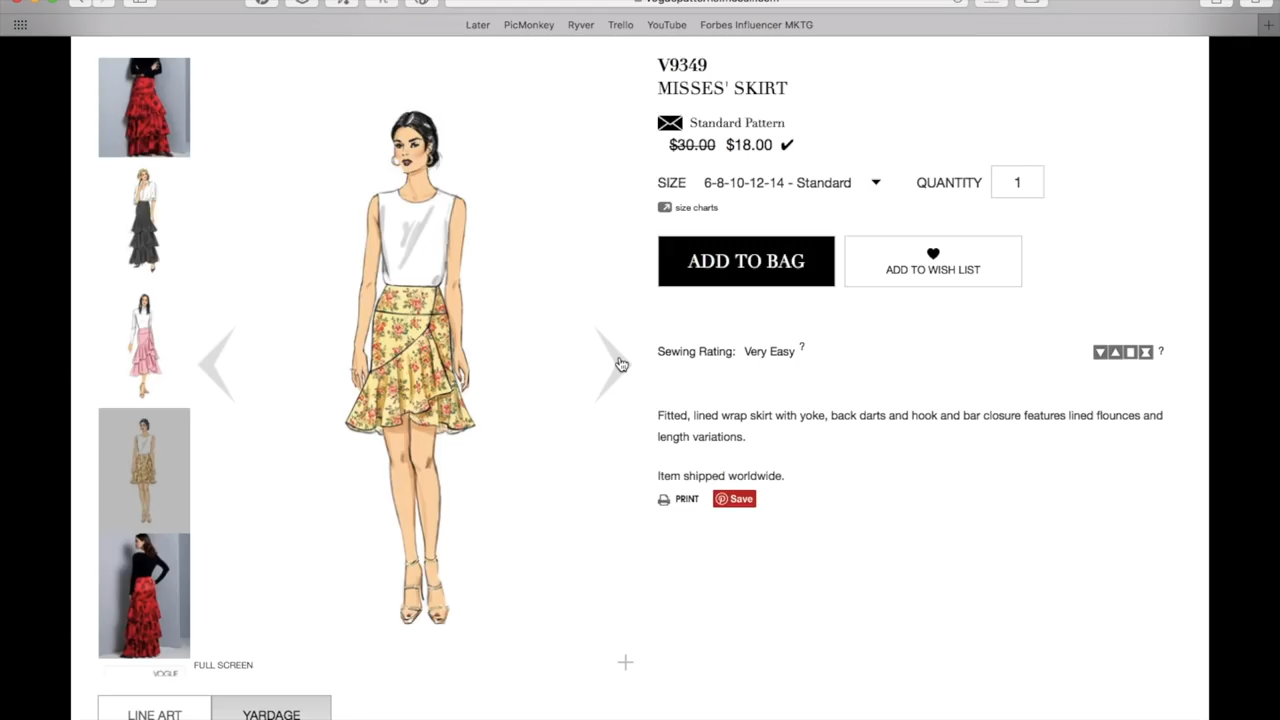 Later PicMonkey Ryver Trello YouTube Forbes Influencer MKTG
V9349
MISSES' SKIRT
Standard Pattern
$30.00 $18.00 ✔
SIZE 6-8-10-12-14 - Standard QUANTITY 1
size charts
ADD TO BAG
ADD TO WISH LIST
Sewing Rating: Very Easy ?
?
Fitted, lined wrap skirt with yoke, back darts and hook and bar closure features lined flounces and
length variations.
Item shipped worldwide.
PRINT Save
VOGUE
FULL SCREEN
LINE ART YARDAGE